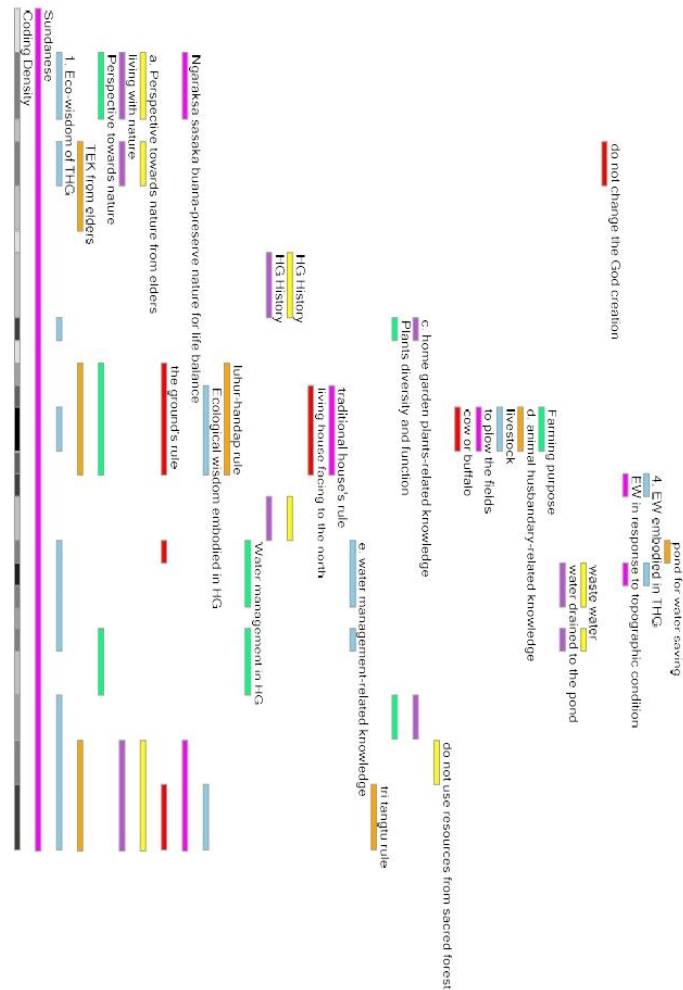 pond for water saving
4. EW embodied in THG
EW in response to topographic condition
do not change the God creation
waste water
water drained to the pond
Farming purpose
d. animal husbandary-related knowledge
livestock
to plow the fields
cow or buffalo
do not use resources from sacred forest
c. home garden plants-related knowledge
Plants diversity and function
tri tangtu rule
e. water management-related knowledge
traditional house's rule
living house facing to the north
HG History
HG History
Water management in HG
luhur-handap rule
Ecological wisdom embodied in HG
Ngaraksa sasaka buana-preserve nature for life balance
the ground's rule
a. Perspective towards nature from elders
living with nature
Perspective towards nature
TEK from elders
1. Eco-wisdom of THG
Sundanese
Coding Density